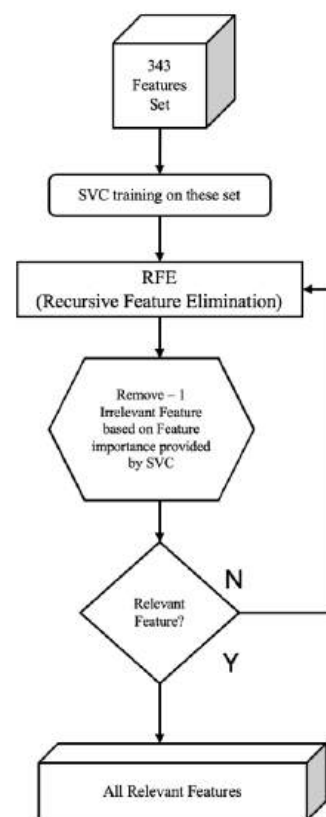 343
Features
Set
SVC training on these set
RFE
(Recursive Feature Elimination)
Remove – 1
Irrelevant Feature
based on Feature
importance provided
by SVC
Relevant
Feature?
N
Y
All Relevant Features